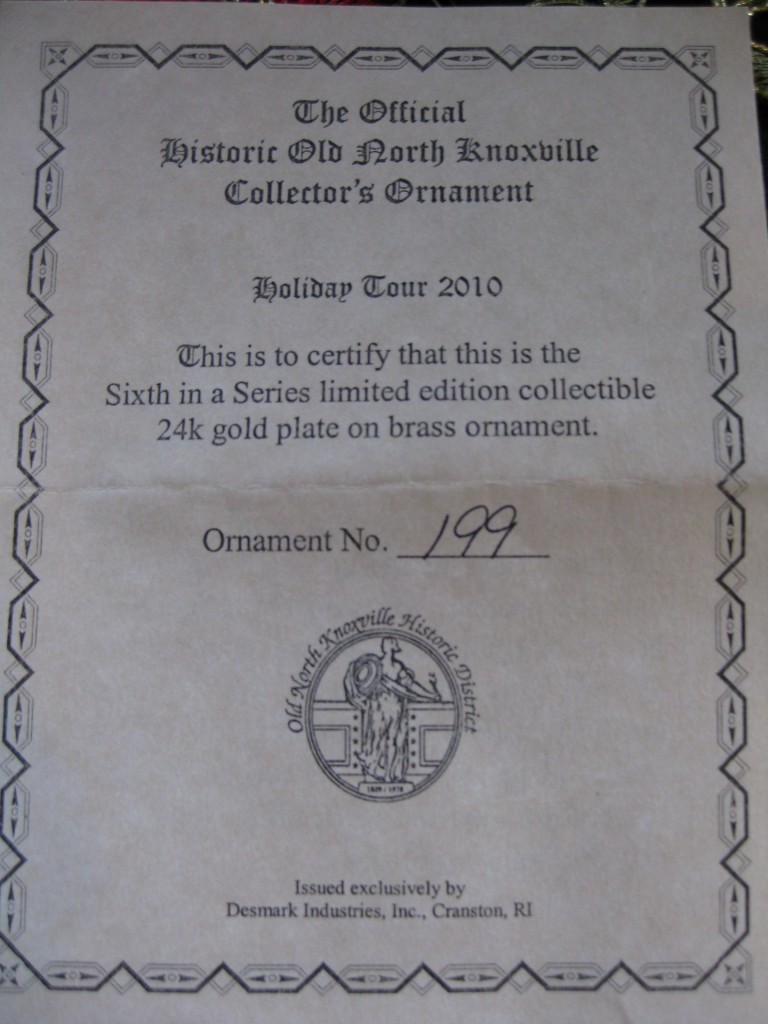 The Official
Historic Old North Knoxville
Collector's Ornament
Holiday Tour 2010
This is to certify that this is the
Sixth in a Series limited edition collectible
24k gold plate on brass ornament.
Ornament No. 199
Old North Knoxville Historic District
Issued exclusively by
Desmark Industries, Inc., Cranston, RI